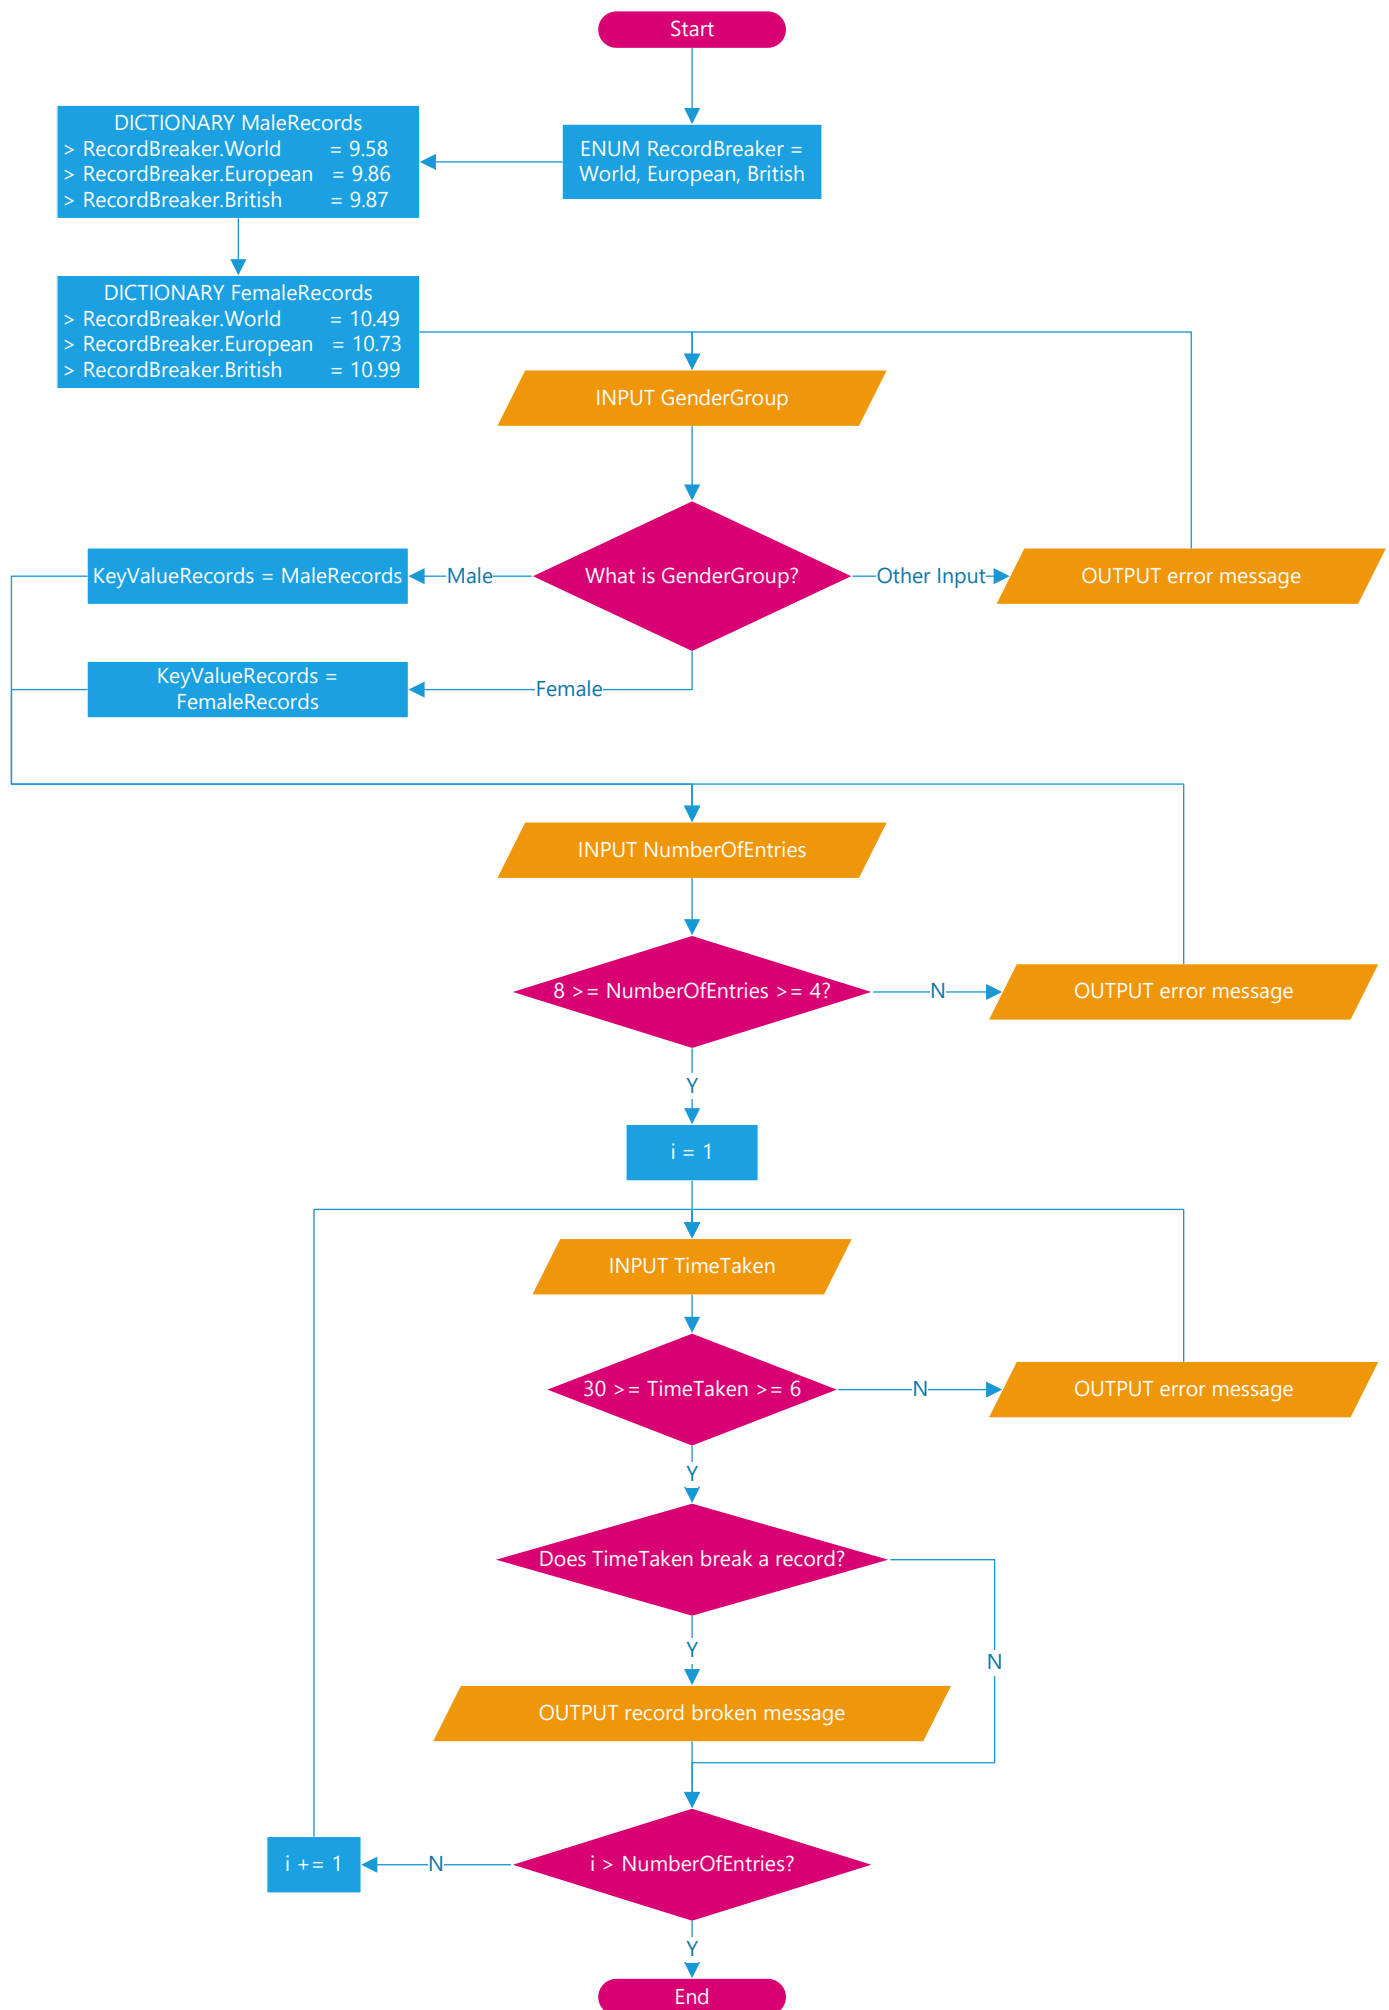 Start
ENUM RecordBreaker =
World, European, British
DICTIONARY MaleRecords
> RecordBreaker.World = 9.58
> RecordBreaker.European = 9.86
> RecordBreaker.British = 9.87
DICTIONARY FemaleRecords
> RecordBreaker.World = 10.49
> RecordBreaker.European = 10.73
> RecordBreaker.British = 10.99
INPUT GenderGroup
What is GenderGroup?
Male
KeyValueRecords = MaleRecords
Other Input
OUTPUT error message
Female
KeyValueRecords =
FemaleRecords
INPUT NumberOfEntries
8 >= NumberOfEntries >= 4?
N
OUTPUT error message
Y
i = 1
INPUT TimeTaken
30 >= TimeTaken >= 6
N
OUTPUT error message
Y
Does TimeTaken break a record?
Y
N
OUTPUT record broken message
i > NumberOfEntries?
N
i += 1
Y
End